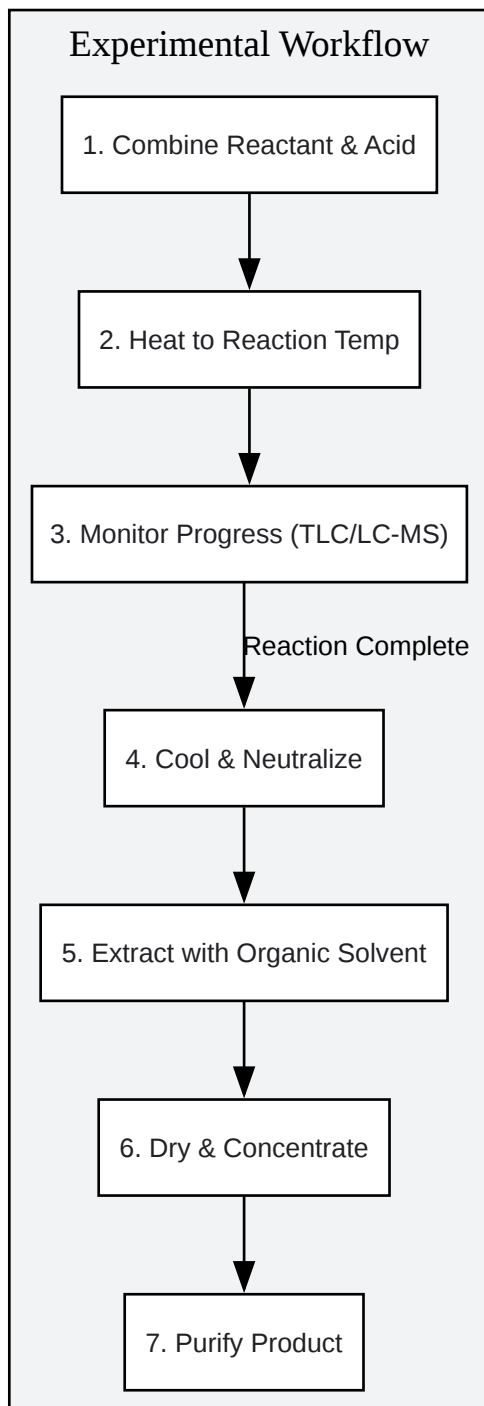 Experimental Workflow
1. Combine Reactant & Acid
2. Heat to Reaction Temp
3. Monitor Progress (TLC/LC-MS)
Reaction Complete
4. Cool & Neutralize
5. Extract with Organic Solvent
6. Dry & Concentrate
7. Purify Product